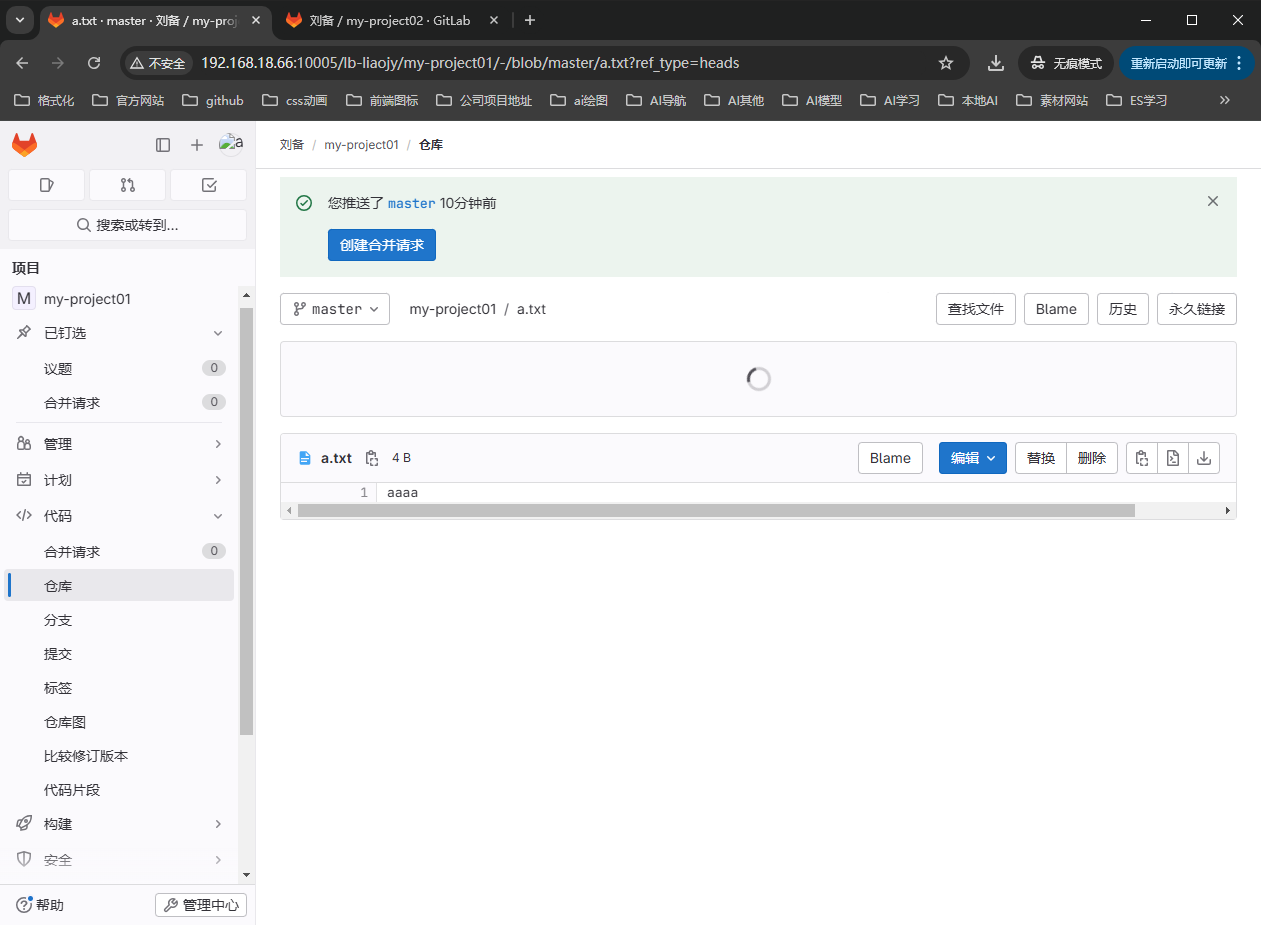 a.txt · master · 刘备 / my-proj
刘备 / my-project02 · GitLab
不安全
192.168.18.66:10005/lb-liaojy/my-project01/-/blob/master/a.txt?ref_type=heads
无痕模式
重新启动即可更新
格式化
官方网站
github
css动画
前端图标
公司项目地址
ai绘图
AI导航
AI其他
AI模型
AI学习
本地AI
素材网站
ES学习
a
搜索或转到...
项目
M my-project01
已钉选
议题 0
合并请求 0
管理
计划
代码
合并请求 0
仓库
分支
提交
标签
仓库图
比较修订版本
代码片段
构建
安全
帮助
管理中心
刘备 / my-project01 / 仓库
您推送了 master 10分钟前
创建合并请求
master
my-project01 / a.txt
查找文件
Blame
历史
永久链接
a.txt 4 B
Blame
编辑
替换
删除
1 aaaa